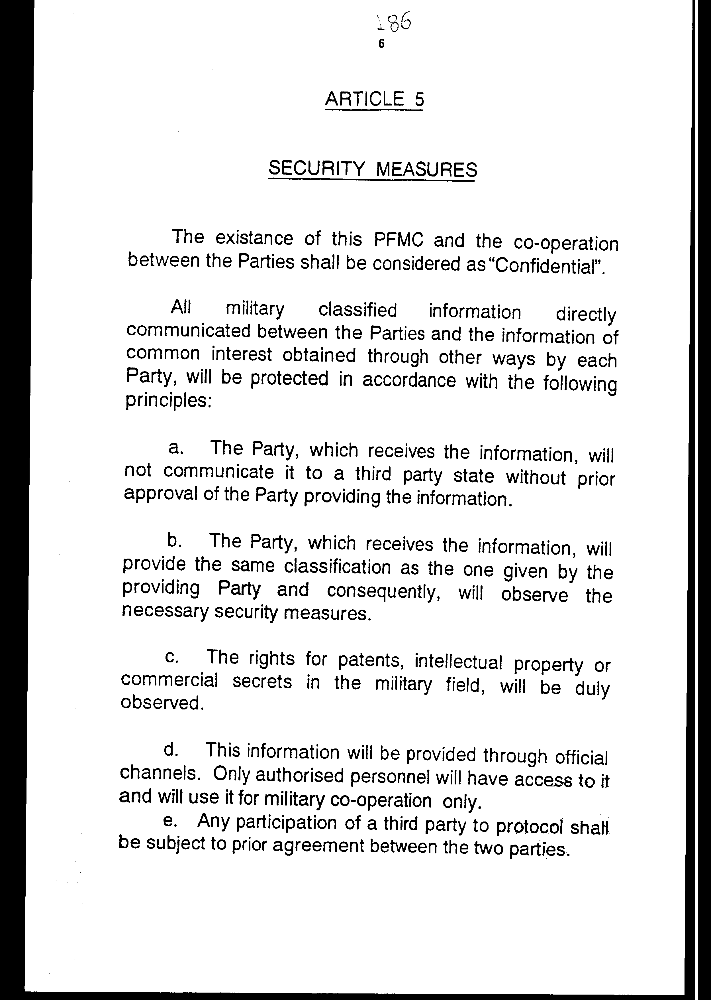 186
6
ARTICLE 5
SECURITY MEASURES
The existance of this PFMC and the co-operation
between the Parties shall be considered as “Confidential”.
All military classified information directly
communicated between the Parties and the information of
common interest obtained through other ways by each
Party, will be protected in accordance with the following
principles:
a. The Party, which receives the information, will
not communicate it to a third party state without prior
approval of the Party providing the information.
b. The Party, which receives the information, will
provide the same classification as the one given by the
providing Party and consequently, will observe the
necessary security measures.
c. The rights for patents, intellectual property or
commercial secrets in the military field, will be duly
observed.
d. This information will be provided through official
channels. Only authorised personnel will have access to it
and will use it for military co-operation only.
e. Any participation of a third party to protocol shall
be subject to prior agreement between the two parties.